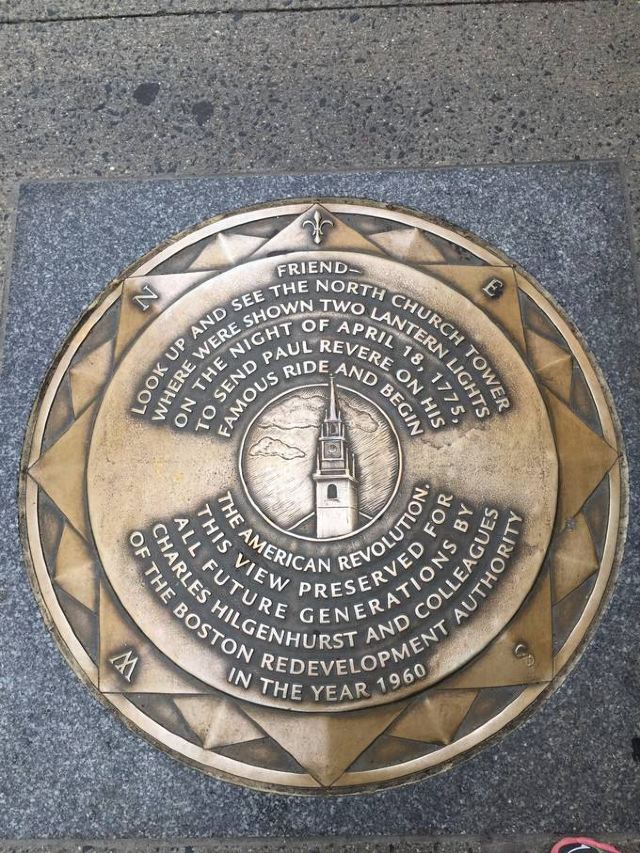 N
E
FRIEND—
LOOK UP AND SEE THE NORTH CHURCH TOWER
WHERE WERE SHOWN TWO LANTERN LIGHTS
ON THE NIGHT OF APRIL 18, 1775,
TO SEND PAUL REVERE ON HIS
FAMOUS RIDE AND BEGIN
THE AMERICAN REVOLUTION.
THIS VIEW PRESERVED FOR
ALL FUTURE GENERATIONS BY
CHARLES HILGENHURST AND COLLEAGUES
OF THE BOSTON REDEVELOPMENT AUTHORITY
IN THE YEAR 1960
W
S